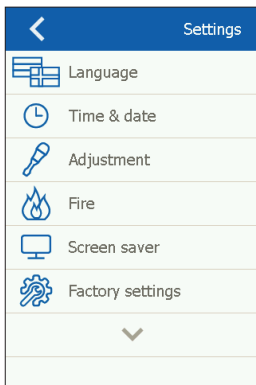 Settings
Language
Time & date
Adjustment
Fire
Screen saver
Factory settings